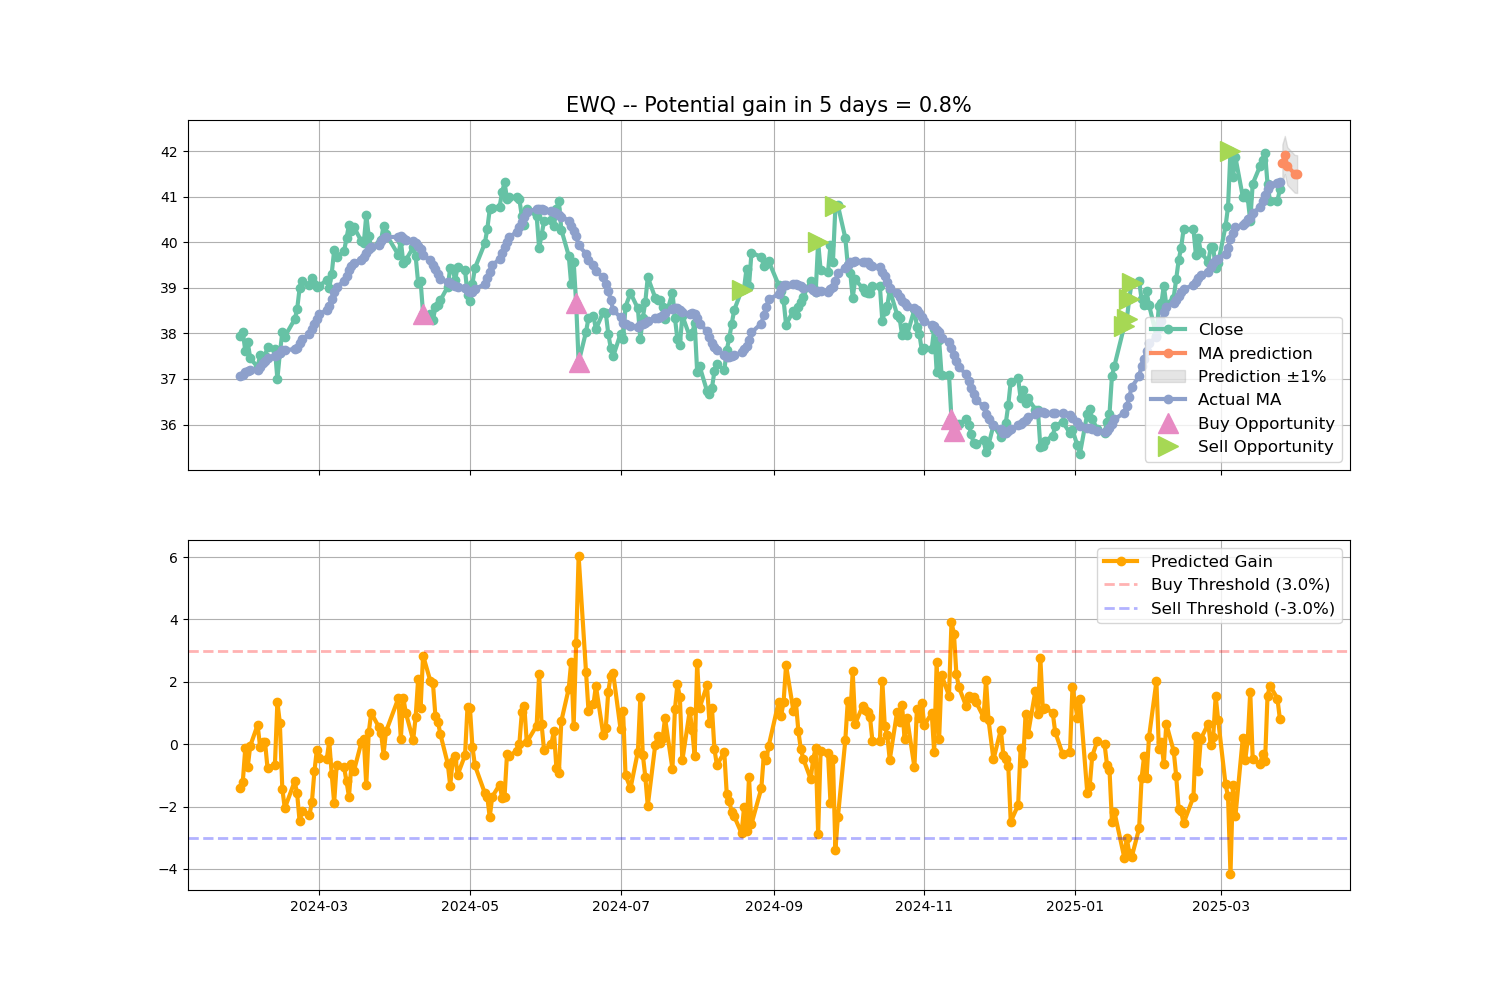 EWQ -- Potential gain in 5 days = 0.8%
42
41
40
39
38
37
36
Close
MA prediction
Prediction ±1%
Actual MA
Buy Opportunity
Sell Opportunity
6
4
2
0
−2
−4
Predicted Gain
Buy Threshold (3.0%)
Sell Threshold (-3.0%)
2024-03 2024-05 2024-07 2024-09 2024-11 2025-01 2025-03